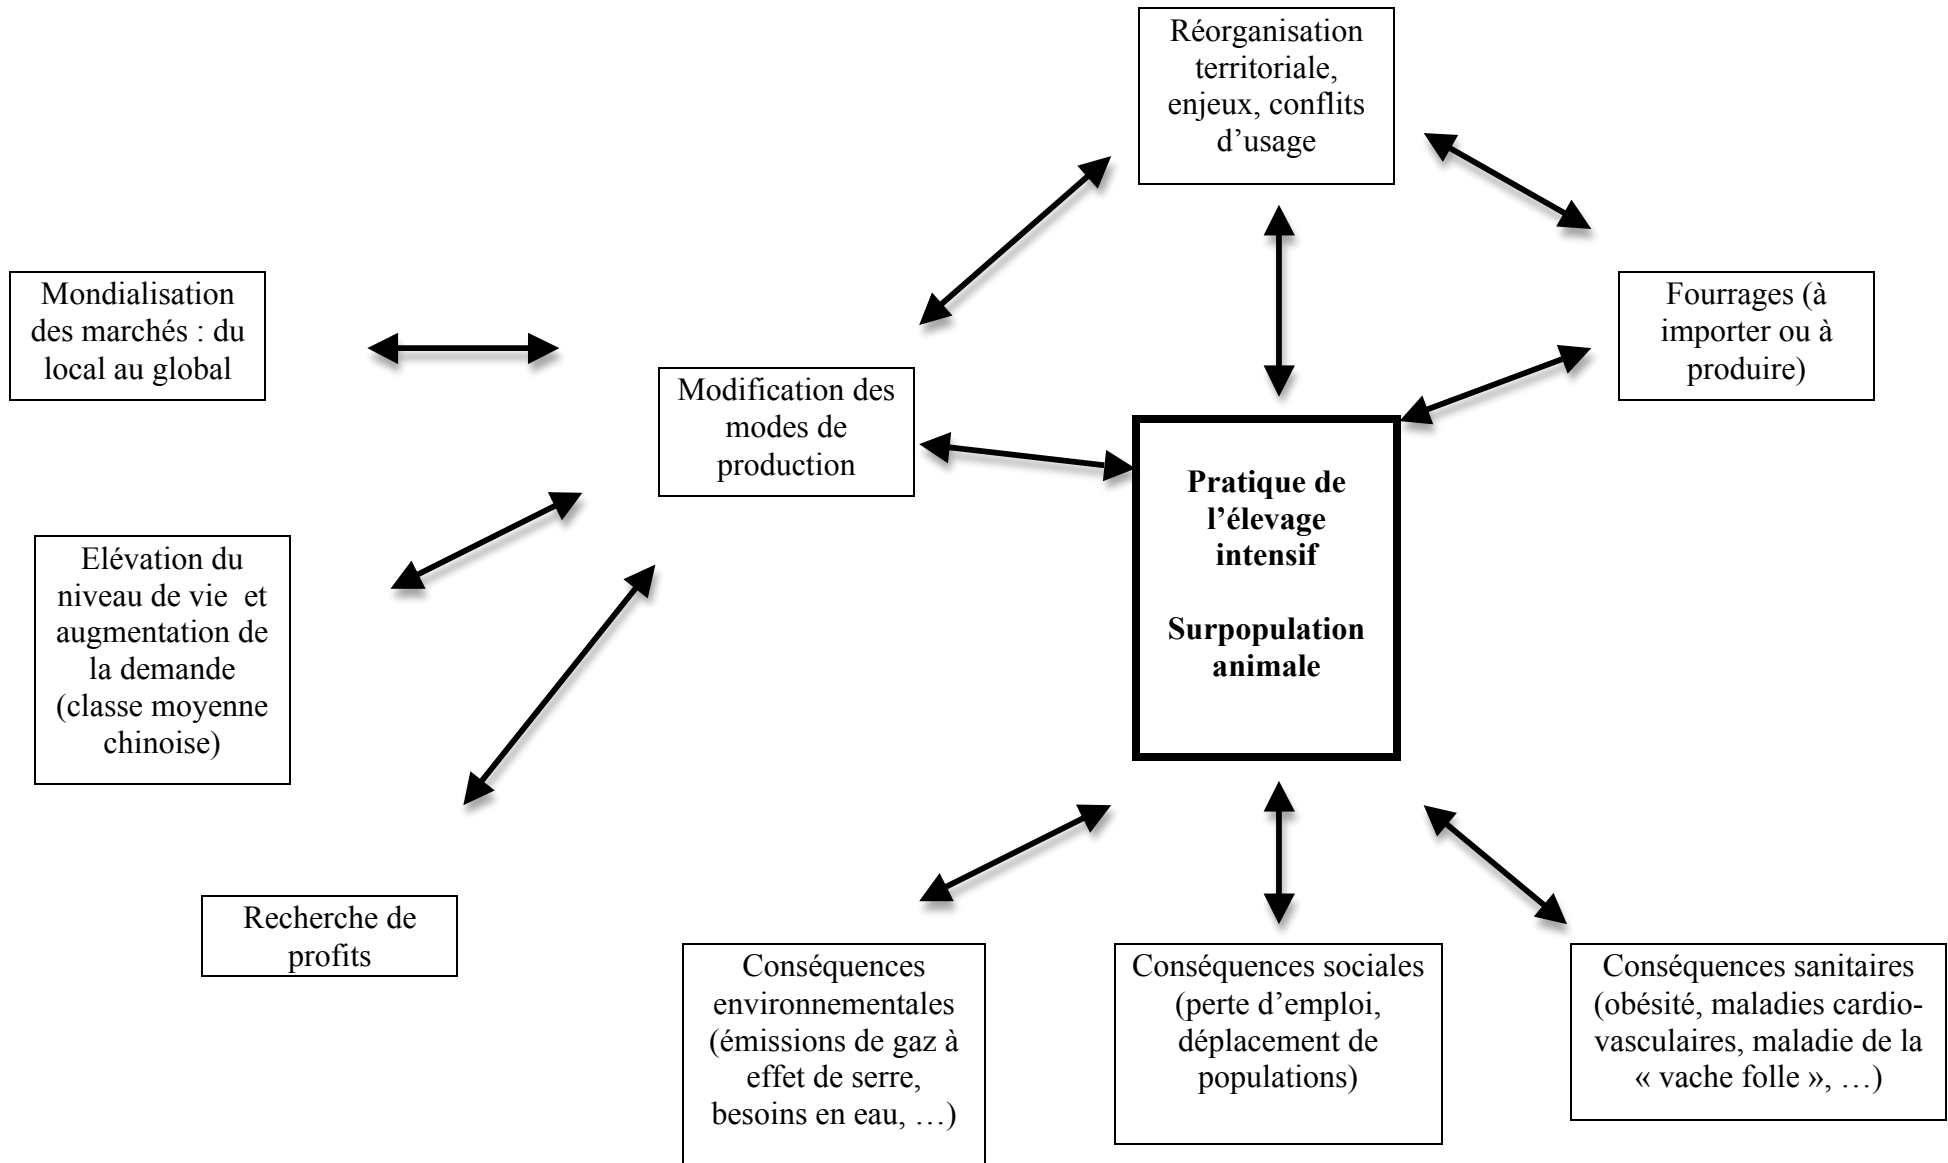 Réorganisation
territoriale,
enjeux, conflits
d’usage
Mondialisation
des marchés : du
local au global
Fourrages (à
importer ou à
produire)
Modification des
modes de
production
Pratique de
l’élevage
intensif
Surpopulation
animale
Elévation du
niveau de vie  et
augmentation de
la demande
(classe moyenne
chinoise)
Recherche de
profits
Conséquences
environnementales
(émissions de gaz à
effet de serre,
besoins en eau, …)
Conséquences sociales
(perte d’emploi,
déplacement de
populations)
Conséquences sanitaires
(obésité, maladies cardio-
vasculaires, maladie de la
« vache folle », …)